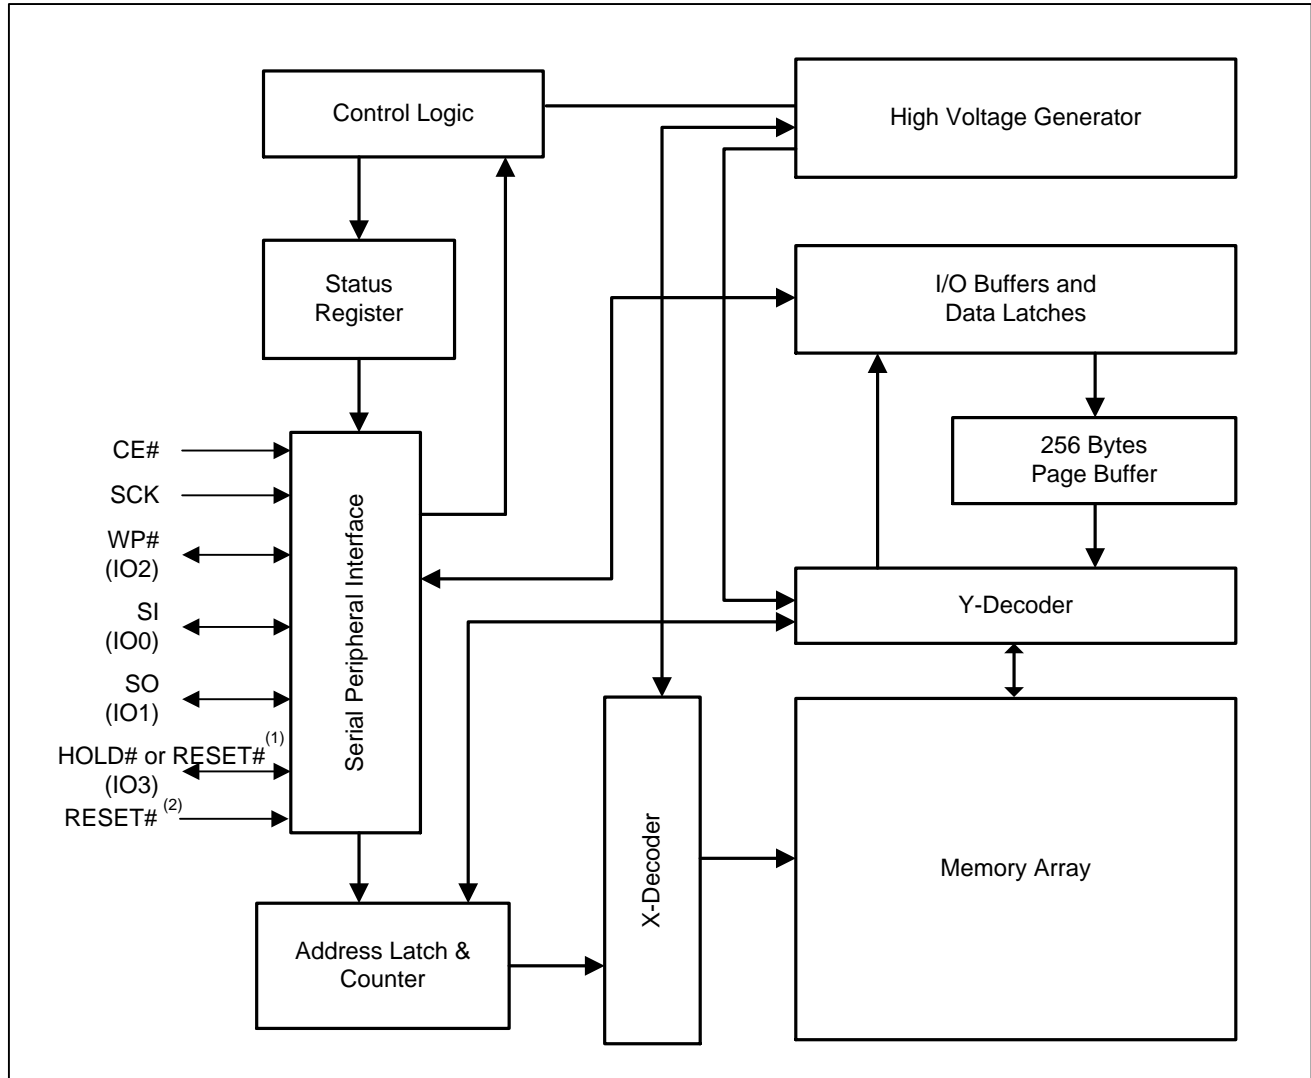 Control Logic
High Voltage Generator
Status
Register
I/O Buffers and
Data Latches
256 Bytes
Page Buffer
Y-Decoder
CE#
SCK
WP#
(IO2)
SI
(IO0)
SO
(IO1)
HOLD# or RESET# (1)
(IO3)
RESET# (2)
Serial Peripheral Interface
X-Decoder
Memory Array
Address Latch &
Counter